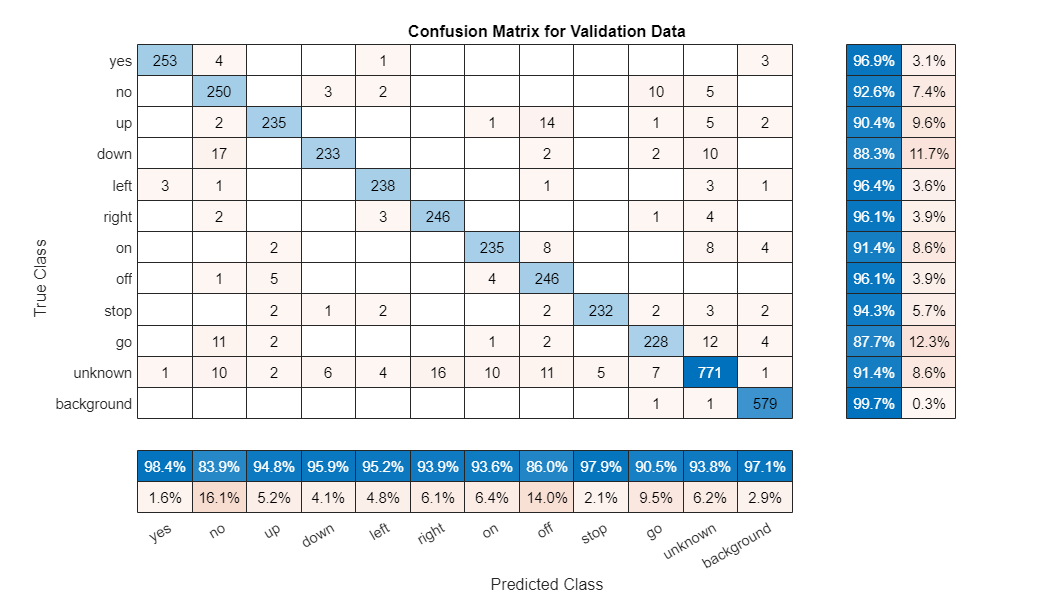 Confusion Matrix for Validation Data
yes 253 4 1 3 96.9% 3.1%
no 250 3 2 10 5 92.6% 7.4%
up 2 235 1 14 1 5 2 90.4% 9.6%
down 17 233 2 2 10 88.3% 11.7%
left 3 1 238 1 3 1 96.4% 3.6%
right 2 3 246 1 4 96.1% 3.9%
on 2 235 8 8 4 91.4% 8.6%
off 1 5 4 246 96.1% 3.9%
stop 2 1 2 2 232 2 3 2 94.3% 5.7%
go 11 2 1 2 228 12 4 87.7% 12.3%
unknown 1 10 2 6 4 16 10 11 5 7 771 1 91.4% 8.6%
background 1 1 579 99.7% 0.3%
True Class
98.4% 83.9% 94.8% 95.9% 95.2% 93.9% 93.6% 86.0% 97.9% 90.5% 93.8% 97.1%
1.6% 16.1% 5.2% 4.1% 4.8% 6.1% 6.4% 14.0% 2.1% 9.5% 6.2% 2.9%
yes no up down left right on off stop go unknown background
Predicted Class